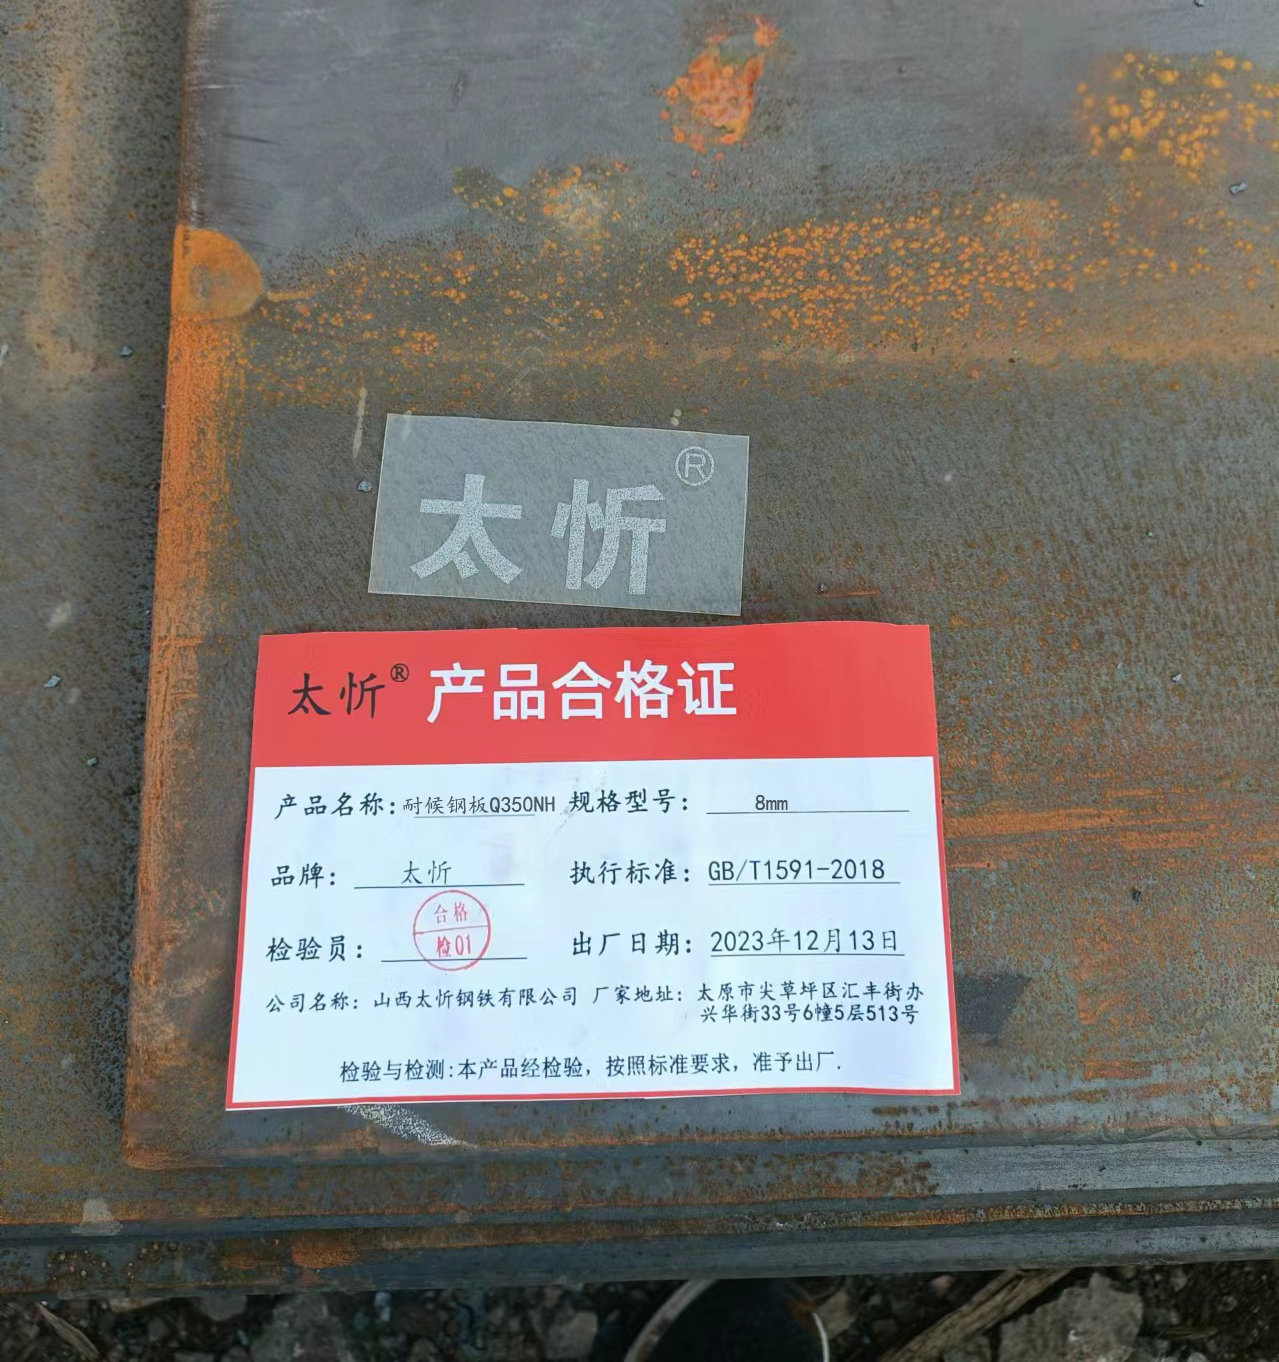 太忻®
太忻® 产品合格证
产品名称:耐候钢板Q350NH 规格型号: 8mm
品牌: 太忻 执行标准: GB/T1591-2018
合格
检验员: 检01 出厂日期: 2023年12月13日
公司名称: 山西太忻钢铁有限公司 厂家地址: 太原市尖草坪区汇丰街办
兴华街33号6幢5层513号
检验与检测:本产品经检验，按照标准要求，准予出厂.